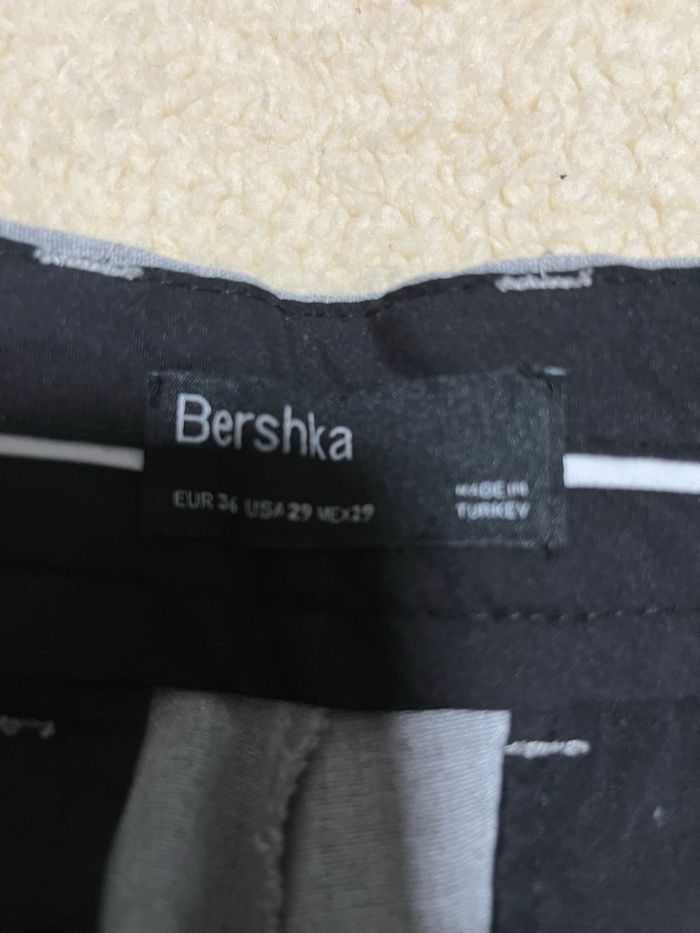 Bershka
EUR 36 USA 29 MEX 29
MADE IN
TURKEY